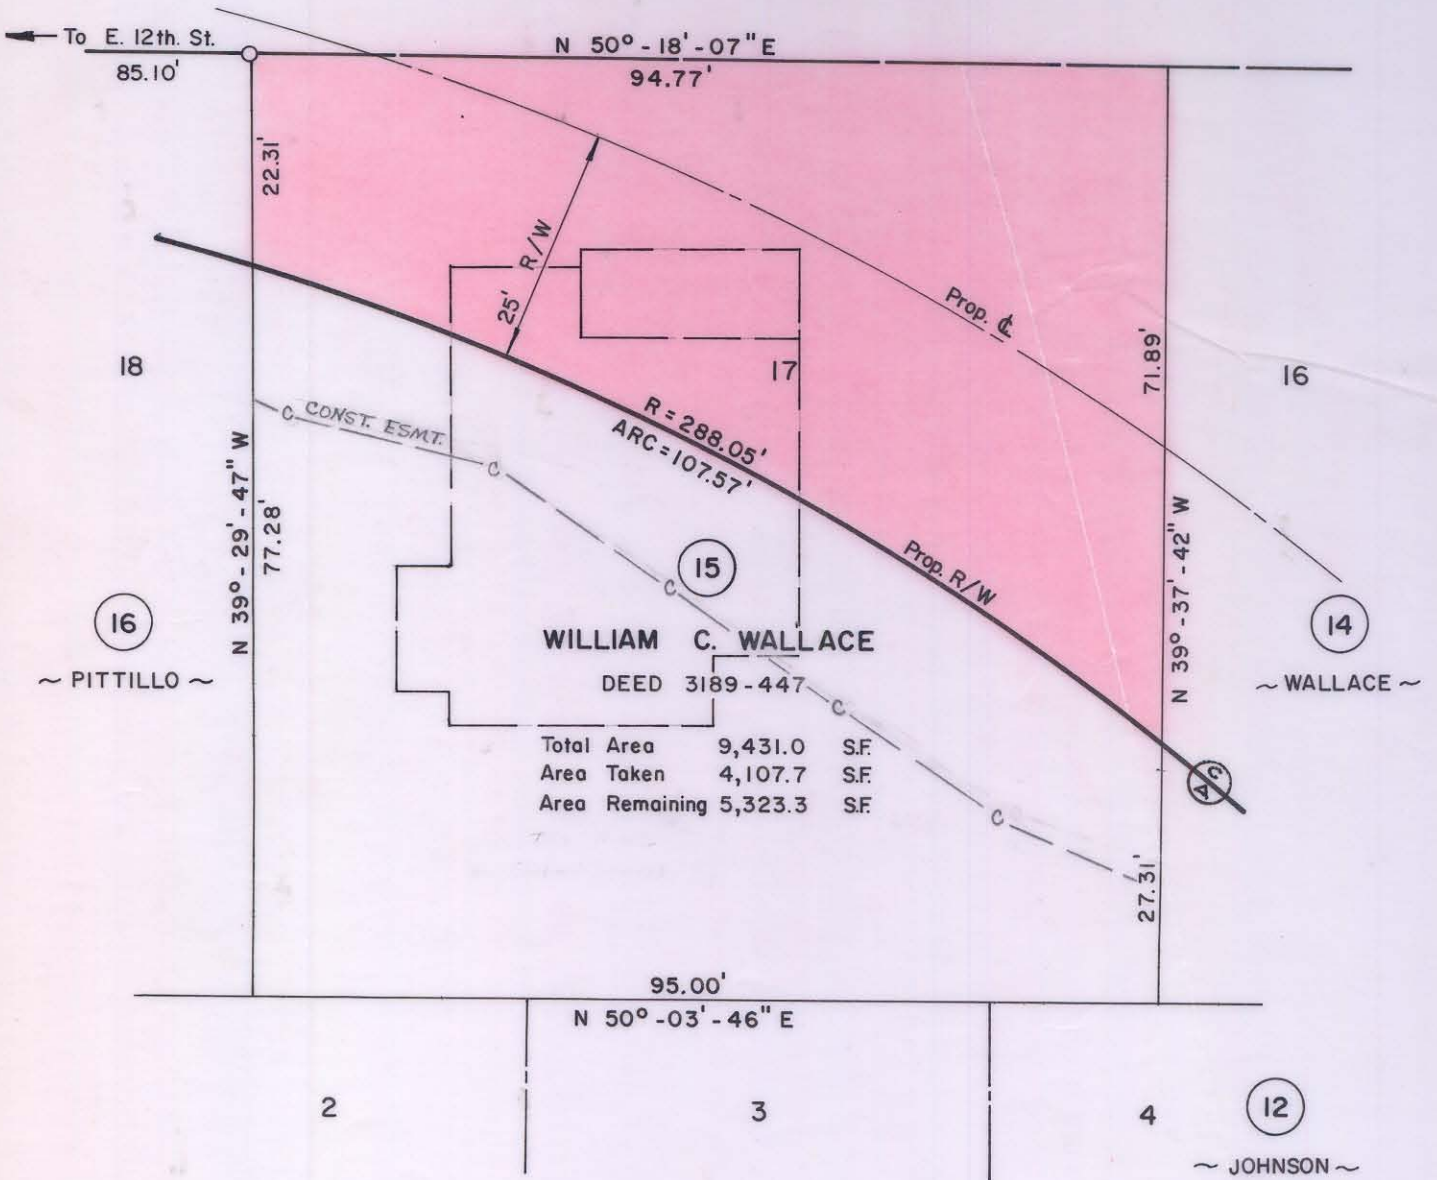 To E. 12th. St.
85.10'
N 50° - 18' - 07" E
94.77'
22.31'
25' R/W
Prop. ℄
71.89'
18
17
16
CONST. ESMT.
C
C
C
C
C
R = 288.05'
ARC = 107.57'
Prop. R/W
N 39° - 29' - 47" W
77.28'
N 39° - 37' - 42" W
15
16
~ PITTILLO ~
14
~ WALLACE ~
WILLIAM C. WALLACE
DEED 3189-447
Total Area 9,431.0 S.F.
Area Taken 4,107.7 S.F.
Area Remaining 5,323.3 S.F.
C
A
27.31'
95.00'
N 50° - 03' - 46" E
2
3
4
12
~ JOHNSON ~